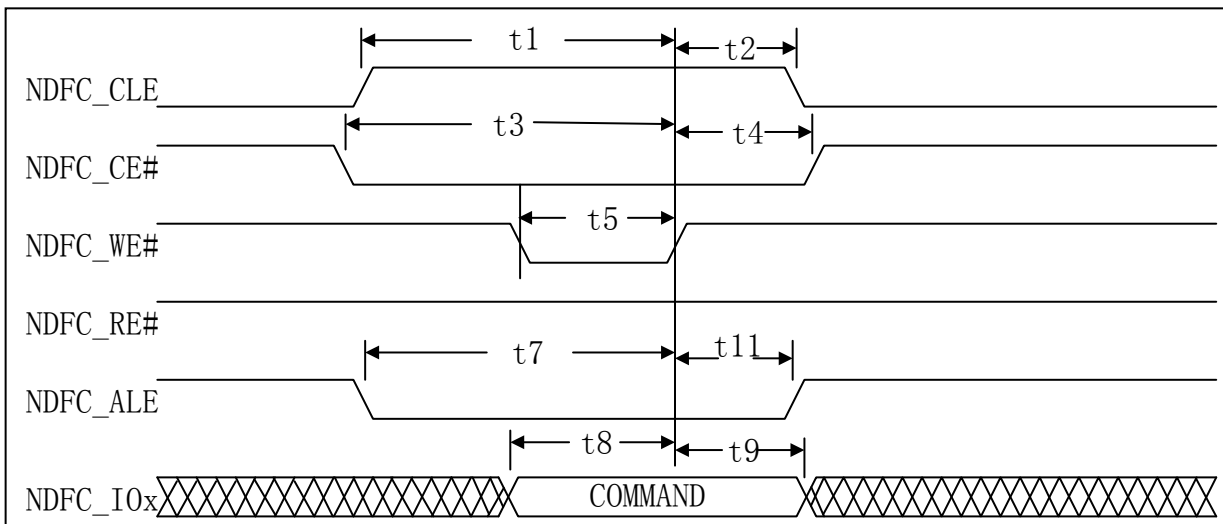 t1
t2
NDFC_CLE
t3
t4
NDFC_CE#
t5
NDFC_WE#
NDFC_RE#
t7
t11
NDFC_ALE
t8
t9
NDFC_IOx
COMMAND